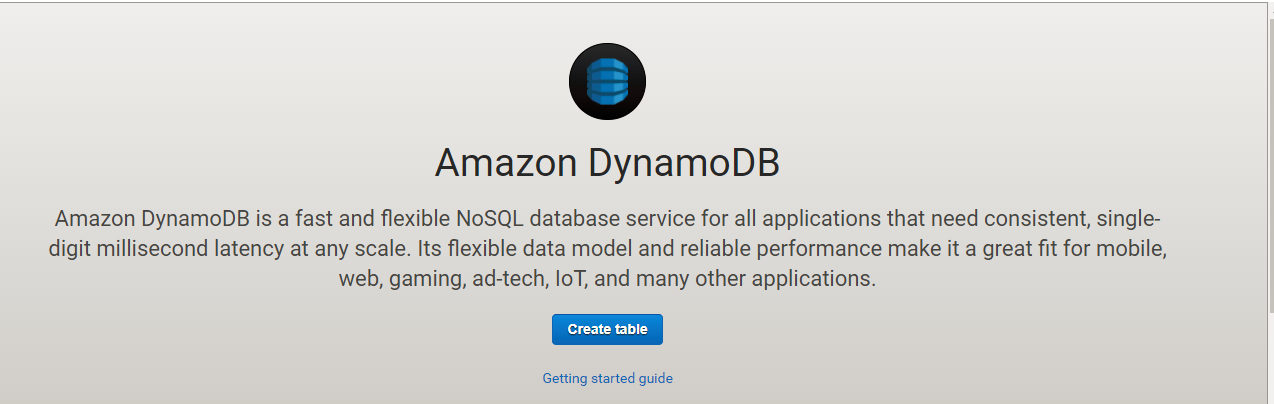 Amazon DynamoDB
Amazon DynamoDB is a fast and flexible NoSQL database service for all applications that need consistent, single-
digit millisecond latency at any scale. Its flexible data model and reliable performance make it a great fit for mobile,
web, gaming, ad-tech, IoT, and many other applications.
Create table
Getting started guide